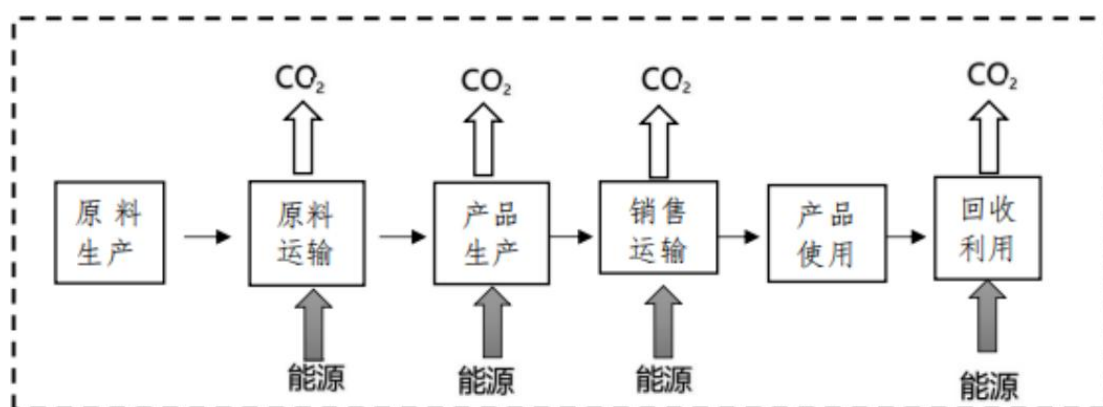 CO₂ CO₂ CO₂ CO₂
原料
生产
原料
运输
产品
生产
销售
运输
产品
使用
回收
利用
能源 能源 能源 能源